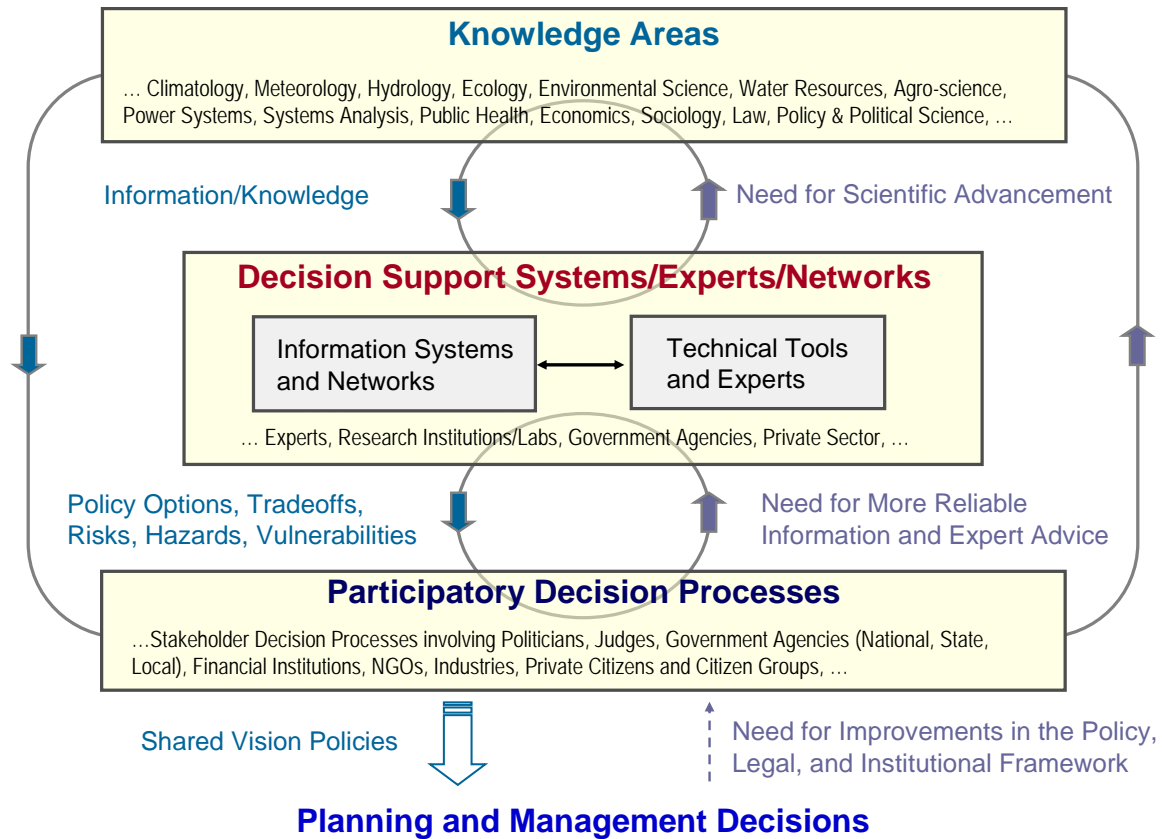 Knowledge Areas
… Climatology, Meteorology, Hydrology, Ecology, Environmental Science, Water Resources, Agro-science,
Power Systems, Systems Analysis, Public Health, Economics, Sociology, Law, Policy & Political Science, …
Information/Knowledge
Need for Scientific Advancement
Decision Support Systems/Experts/Networks
Information Systems
and Networks
Technical Tools
and Experts
… Experts, Research Institutions/Labs, Government Agencies, Private Sector, …
Policy Options, Tradeoffs,
Risks, Hazards, Vulnerabilities
Need for More Reliable
Information and Expert Advice
Participatory Decision Processes
…Stakeholder Decision Processes involving Politicians, Judges, Government Agencies (National, State,
Local), Financial Institutions, NGOs, Industries, Private Citizens and Citizen Groups, …
Shared Vision Policies
Need for Improvements in the Policy,
Legal, and Institutional Framework
Planning and Management Decisions